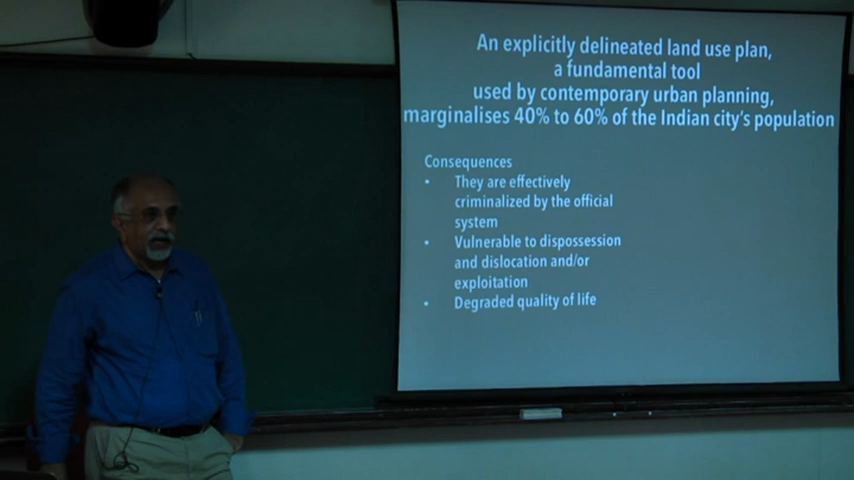 An explicitly delineated land use plan,
a fundamental tool
used by contemporary urban planning,
marginalises 40% to 60% of the Indian city's population
Consequences
• They are effectively
criminalized by the official
system
• Vulnerable to dispossession
and dislocation and/or
exploitation
• Degraded quality of life